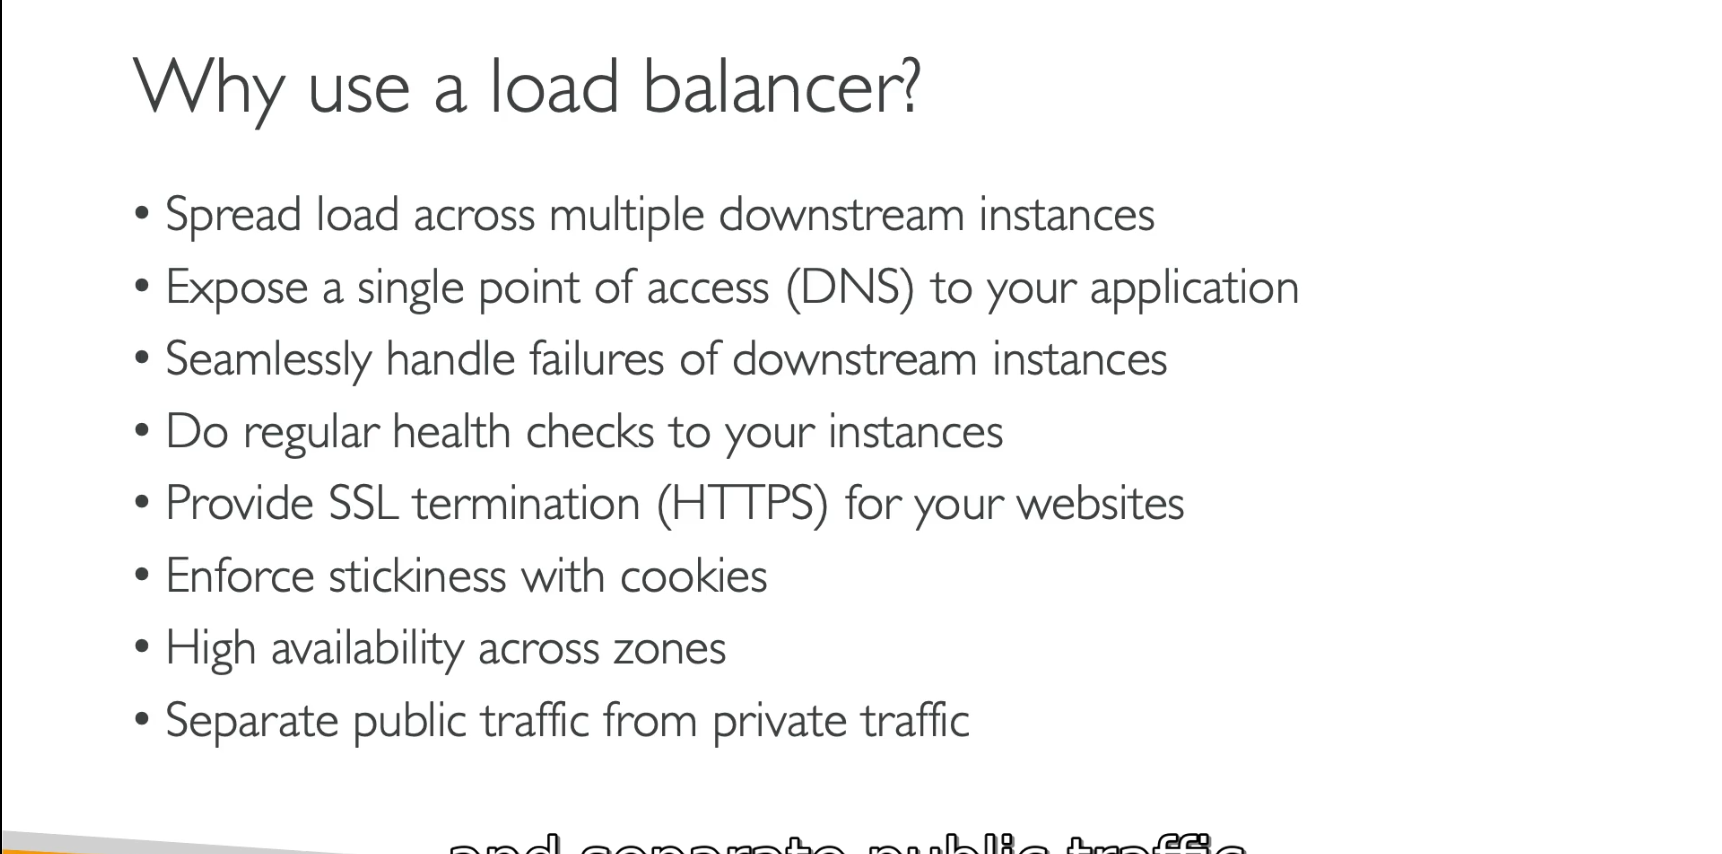 Why use a load balancer?
• Spread load across multiple downstream instances
• Expose a single point of access (DNS) to your application
• Seamlessly handle failures of downstream instances
• Do regular health checks to your instances
• Provide SSL termination (HTTPS) for your websites
• Enforce stickiness with cookies
• High availability across zones
• Separate public traffic from private traffic
and separate public traffic